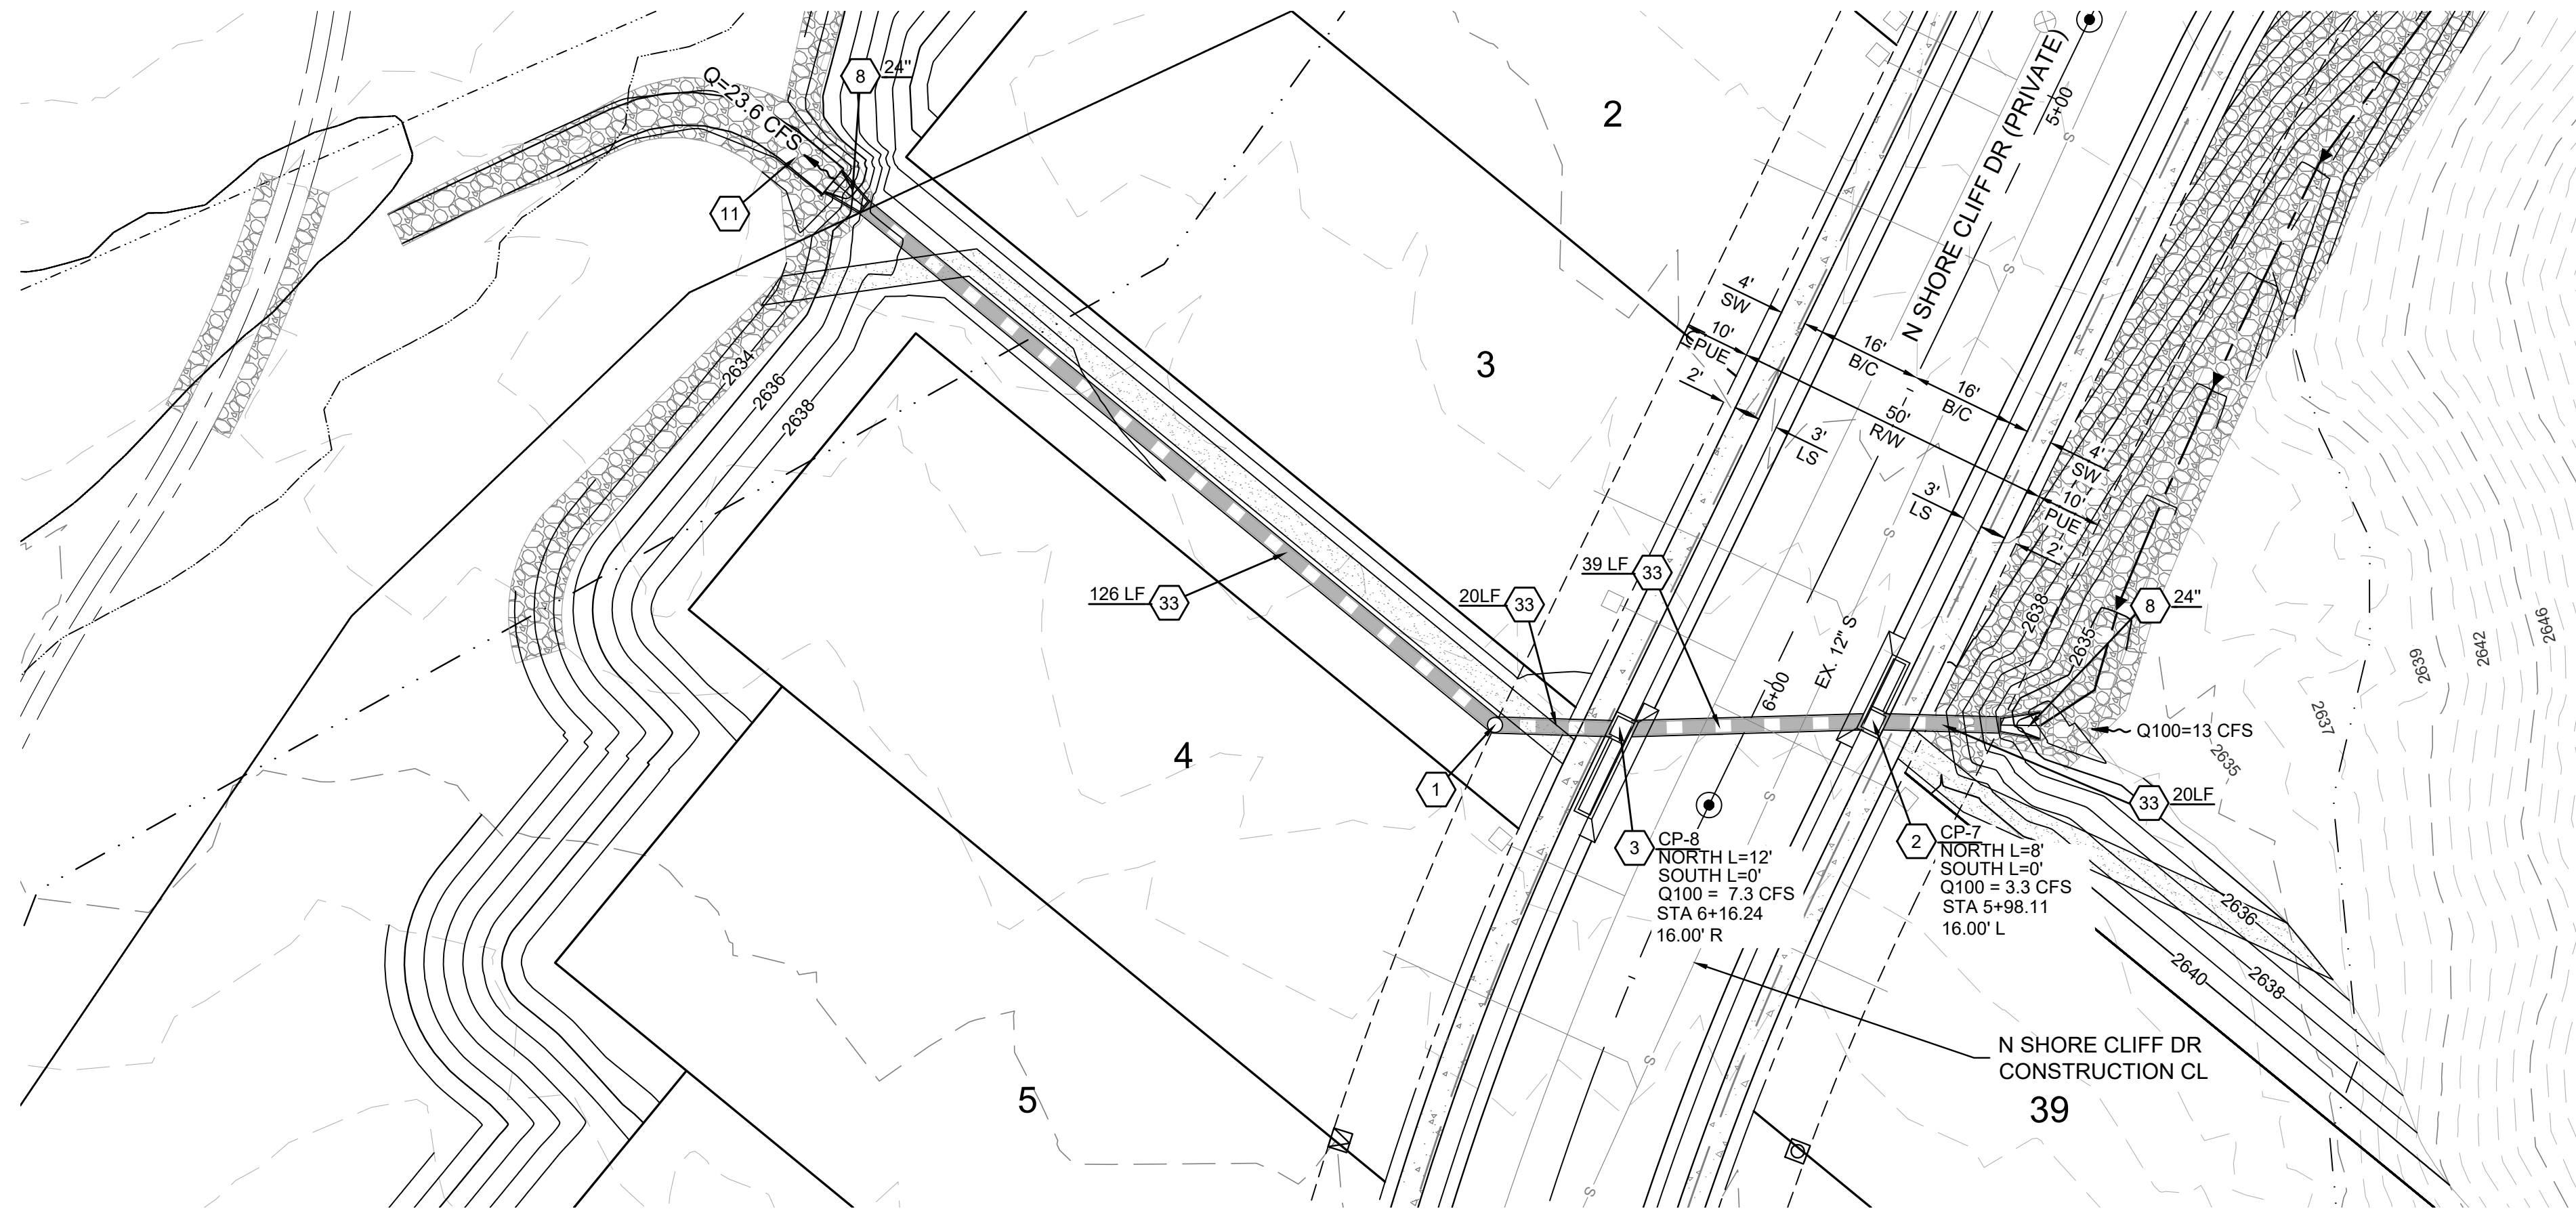 Q=23.6 CFS
8 24"
11
2
N SHORE CLIFF DR (PRIVATE)
5+00
S
S
3
4'
SW
10'
PUE
2'
16'
B/C
16'
B/C
50'
R/W
3'
LS
3'
LS
4'
SW
10'
PUE
2'
S
2634
2636
2638
126 LF 33
20LF 33
39 LF 33
8 24"
2638
2635
2639
2642
2646
EX. 12" S
6+00
Q100=13 CFS
2637
2635
4
1
S
33 20LF
3 CP-8
NORTH L=12'
SOUTH L=0'
Q100 = 7.3 CFS
STA 6+16.24
16.00' R
2 CP-7
NORTH L=8'
SOUTH L=0'
Q100 = 3.3 CFS
STA 5+98.11
16.00' L
2636
2638
2640
N SHORE CLIFF DR
CONSTRUCTION CL
5
39
S
S